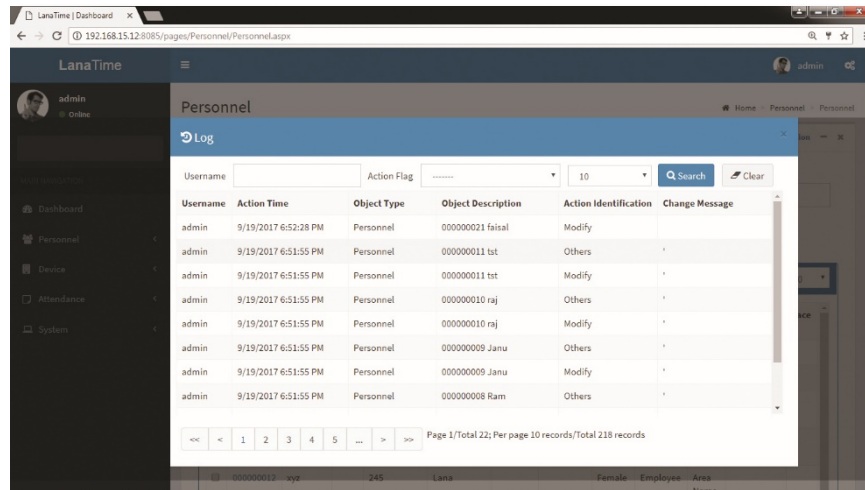 LanaTime | Dashboard
192.168.15.12:8085/pages/Personnel/Personnel.aspx
LanaTime
admin
admin
Online
Personnel
Home > Personnel > Personnel
Log
Username Action Flag ------- 10 Search Clear
Username Action Time Object Type Object Description Action Identification Change Message
admin 9/19/2017 6:52:28 PM Personnel 000000021 faisal Modify
admin 9/19/2017 6:51:55 PM Personnel 000000011 tst Others '
admin 9/19/2017 6:51:55 PM Personnel 000000011 tst Modify '
admin 9/19/2017 6:51:55 PM Personnel 000000010 raj Others '
admin 9/19/2017 6:51:55 PM Personnel 000000010 raj Modify '
admin 9/19/2017 6:51:55 PM Personnel 000000009 Janu Others '
admin 9/19/2017 6:51:55 PM Personnel 000000009 Janu Modify '
admin 9/19/2017 6:51:55 PM Personnel 000000008 Ram Others '
<< < 1 2 3 4 5 ... > >> Page 1/Total 22; Per page 10 records/Total 218 records
MAIN NAVIGATION
Dashboard
Personnel
Device
Attendance
System
000000012 xyz 245 Lana Female Employee Area
Name